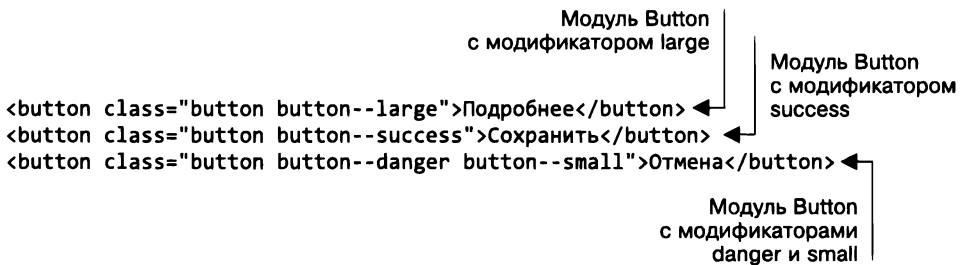 Модуль Button
с модификатором large
Модуль Button
с модификатором
success
<button class="button button--large">Подробнее</button>
<button class="button button--success">Сохранить</button>
<button class="button button--danger button--small">Отмена</button>
Модуль Button
с модификаторами
danger и small